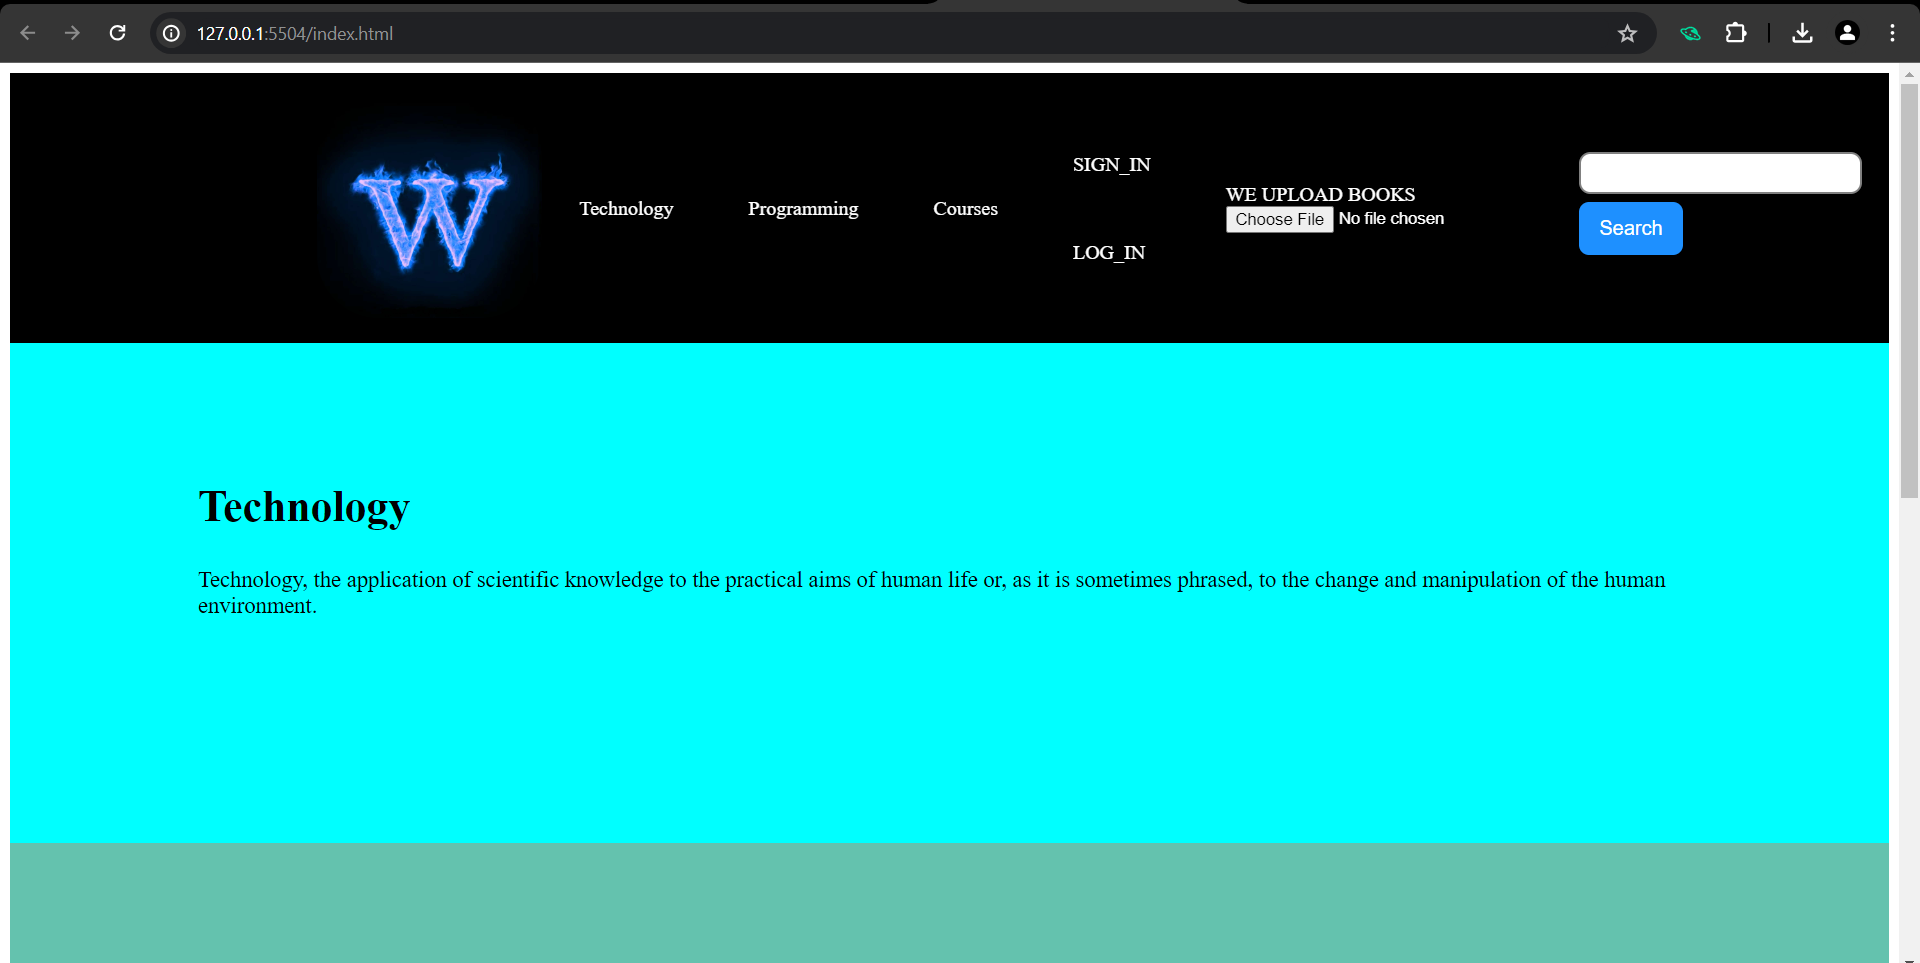 127.0.0.1:5504/index.html
W
Technology
Programming
Courses
SIGN_IN
LOG_IN
WE UPLOAD BOOKS
Choose File No file chosen
Search
Technology
Technology, the application of scientific knowledge to the practical aims of human life or, as it is sometimes phrased, to the change and manipulation of the human
environment.